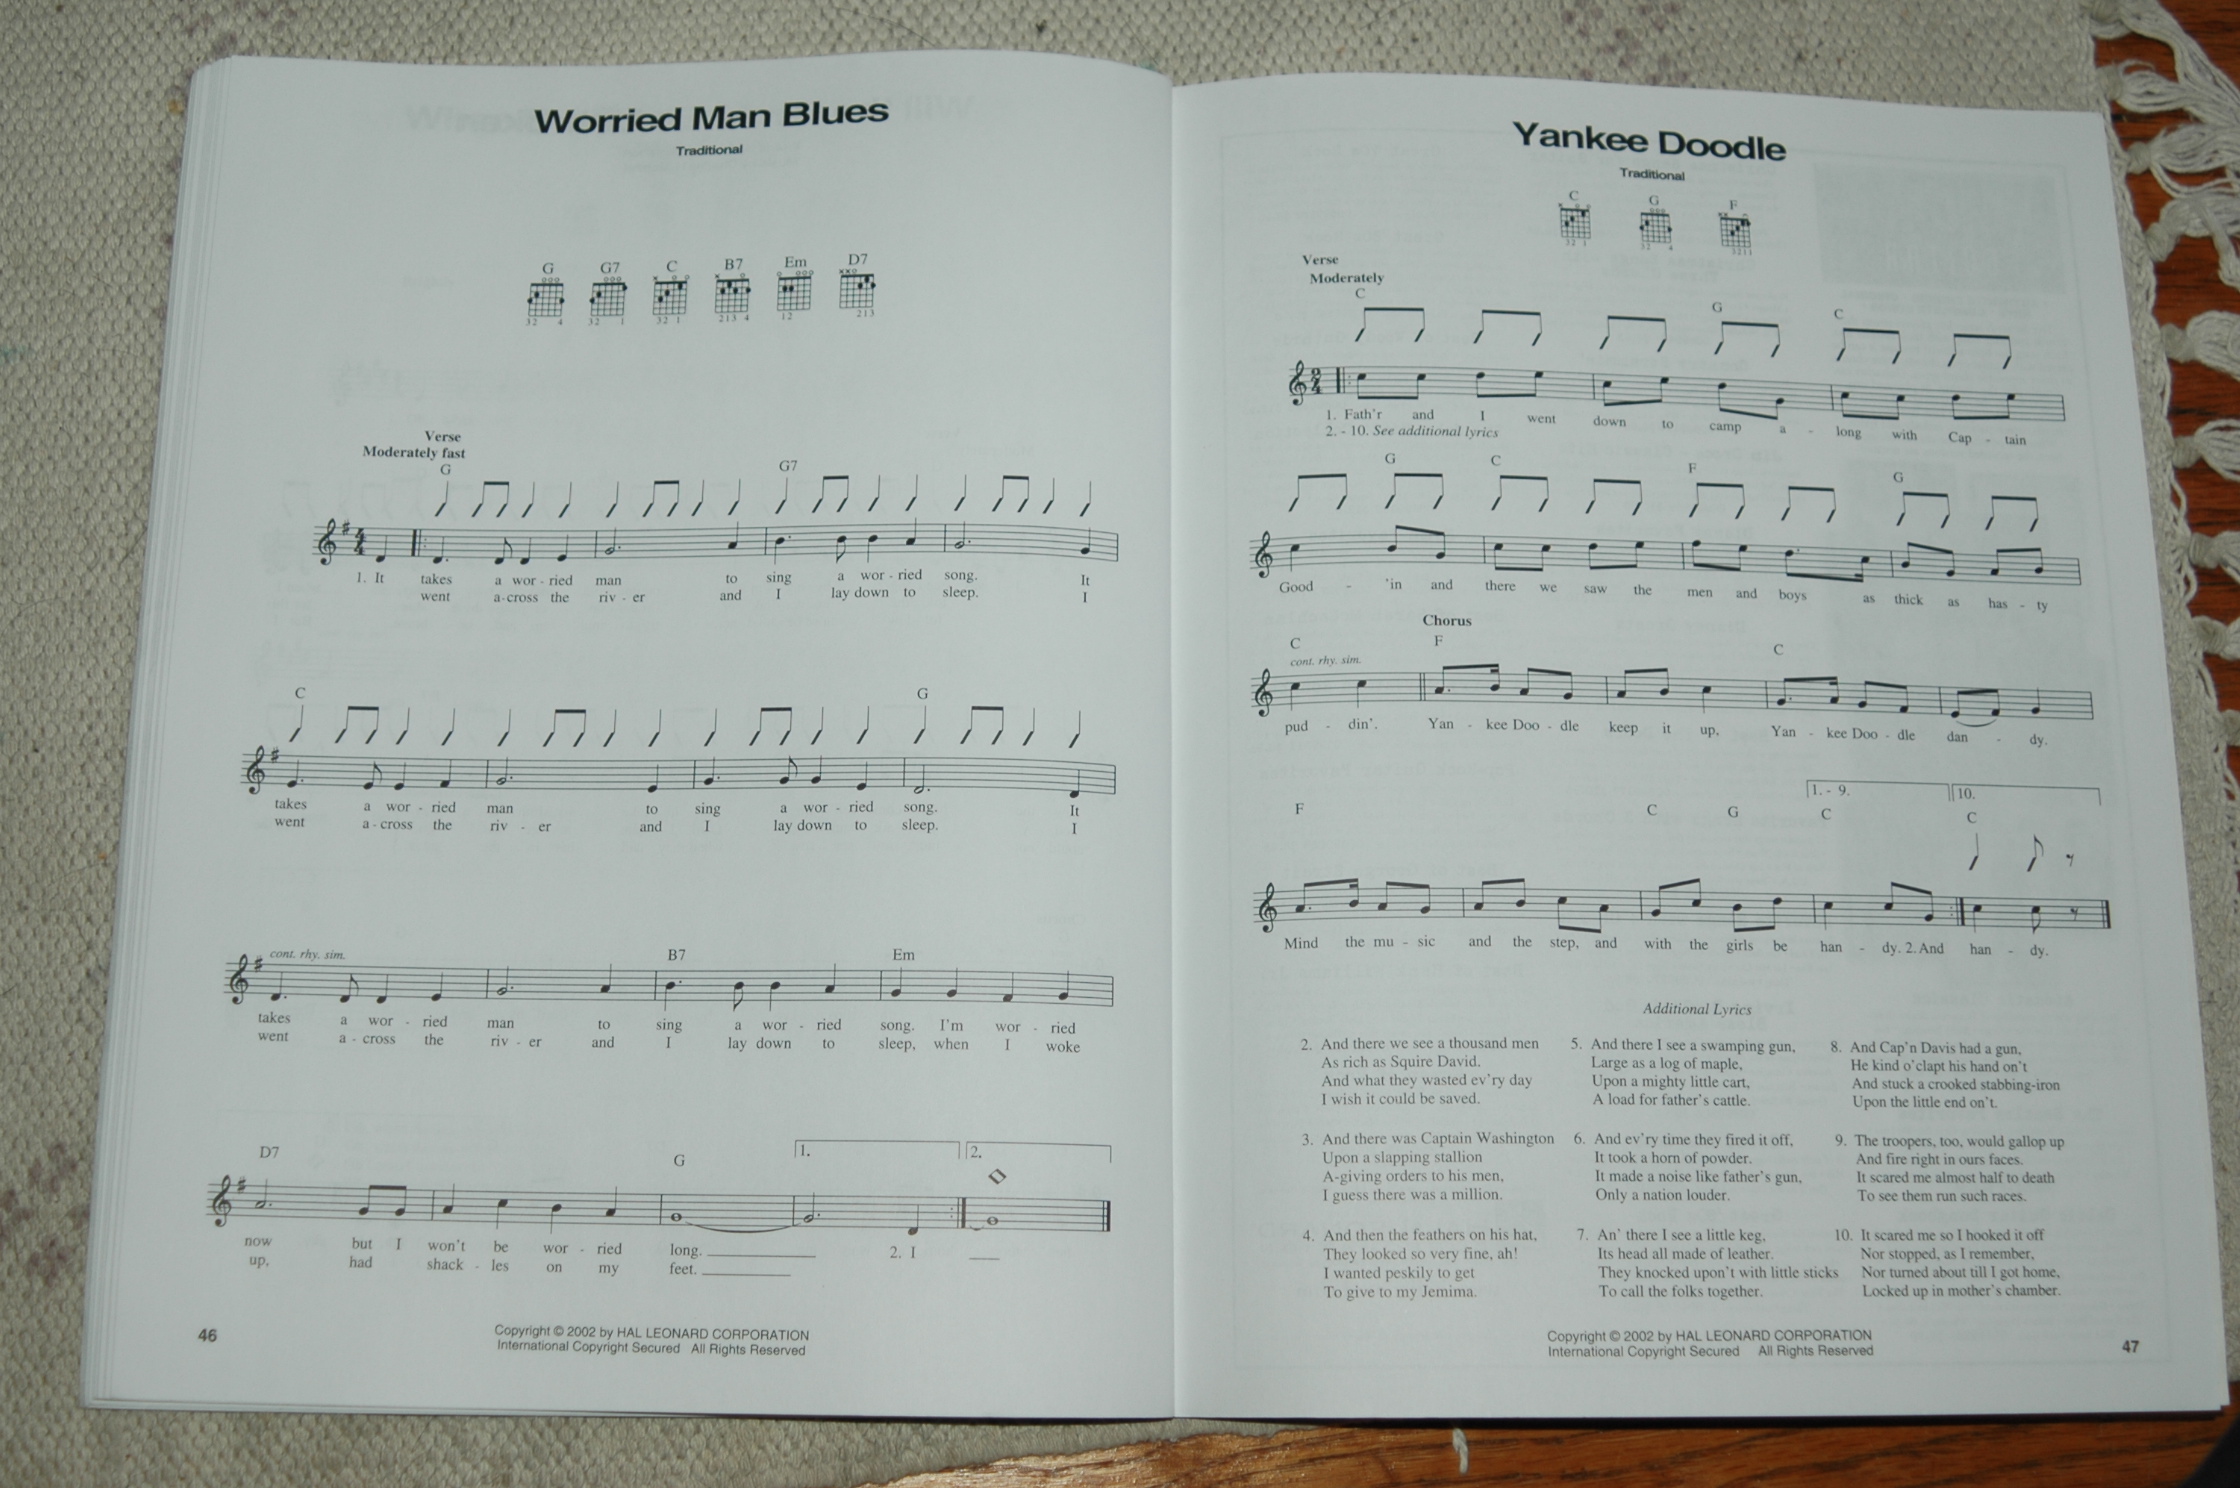 Worried Man Blues
Traditional
G G7 C B7 Em D7
32 4 32 1 32 1 213 4 12 213
Verse
Moderately fast
G G7
1. It takes a wor - ried man to sing a wor - ried song. It
went a - cross the riv - er and I lay down to sleep. I
C G
takes a wor - ried man to sing a wor - ried song. It
went a - cross the riv - er and I lay down to sleep. I
cont. rhy. sim. B7 Em
takes a wor - ried man to sing a wor - ried song. I'm wor - ried
went a - cross the riv - er and I lay down to sleep, when I woke
D7 G 1. 2.
now but I won't be wor - ried long. 2. I
up, had shack - les on my feet.
46
Copyright © 2002 by HAL LEONARD CORPORATION
International Copyright Secured All Rights Reserved
Yankee Doodle
Traditional
C G F
32 1 32 4 3211
Verse
Moderately
C G C
1. Fath'r and I went down to camp a - long with Cap - tain
2. - 10. See additional lyrics
G C F G
Good - 'in and there we saw the men and boys as thick as has - ty
Chorus
C F C
cont. rhy. sim.
pud - din'. Yan - kee Doo - dle keep it up, Yan - kee Doo - dle dan - dy.
1. - 9. 10.
F C G C C
Mind the mu - sic and the step, and with the girls be han - dy. 2. And han - dy.
Additional Lyrics
2. And there we see a thousand men
As rich as Squire David.
And what they wasted ev'ry day
I wish it could be saved.
3. And there was Captain Washington
Upon a slapping stallion
A-giving orders to his men,
I guess there was a million.
4. And then the feathers on his hat,
They looked so very fine, ah!
I wanted peskily to get
To give to my Jemima.
5. And there I see a swamping gun,
Large as a log of maple,
Upon a mighty little cart,
A load for father's cattle.
6. And ev'ry time they fired it off,
It took a horn of powder.
It made a noise like father's gun,
Only a nation louder.
7. An' there I see a little keg,
Its head all made of leather.
They knocked upon't with little sticks
To call the folks together.
8. And Cap'n Davis had a gun,
He kind o'clapt his hand on't
And stuck a crooked stabbing-iron
Upon the little end on't.
9. The troopers, too, would gallop up
And fire right in ours faces.
It scared me almost half to death
To see them run such races.
10. It scared me so I hooked it off
Nor stopped, as I remember,
Nor turned about till I got home,
Locked up in mother's chamber.
Copyright © 2002 by HAL LEONARD CORPORATION
International Copyright Secured All Rights Reserved
47